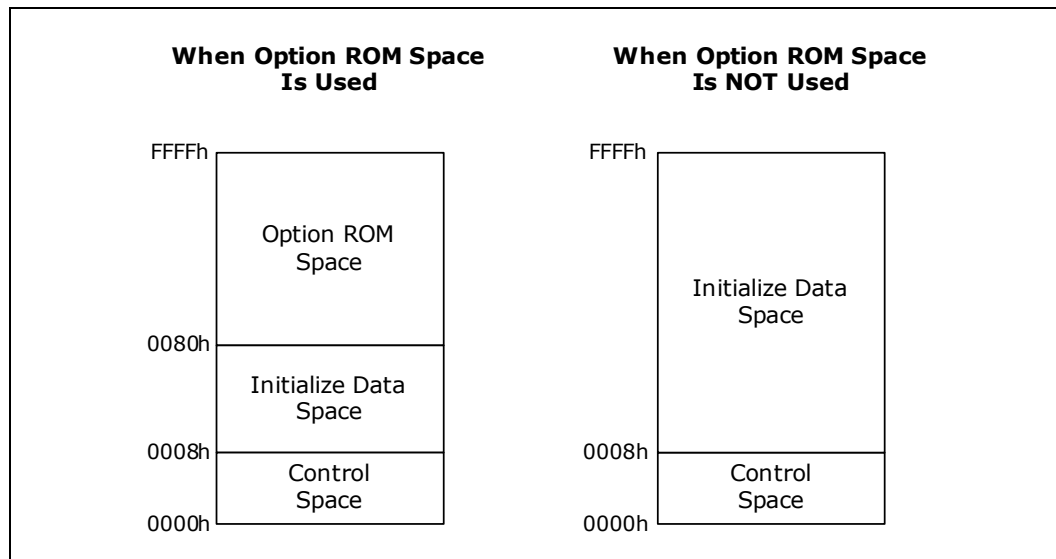 When Option ROM Space
Is Used
FFFFh
Option ROM
Space
0080h
Initialize Data
Space
0008h
Control
Space
0000h
When Option ROM Space
Is NOT Used
FFFFh
Initialize Data
Space
0008h
Control
Space
0000h